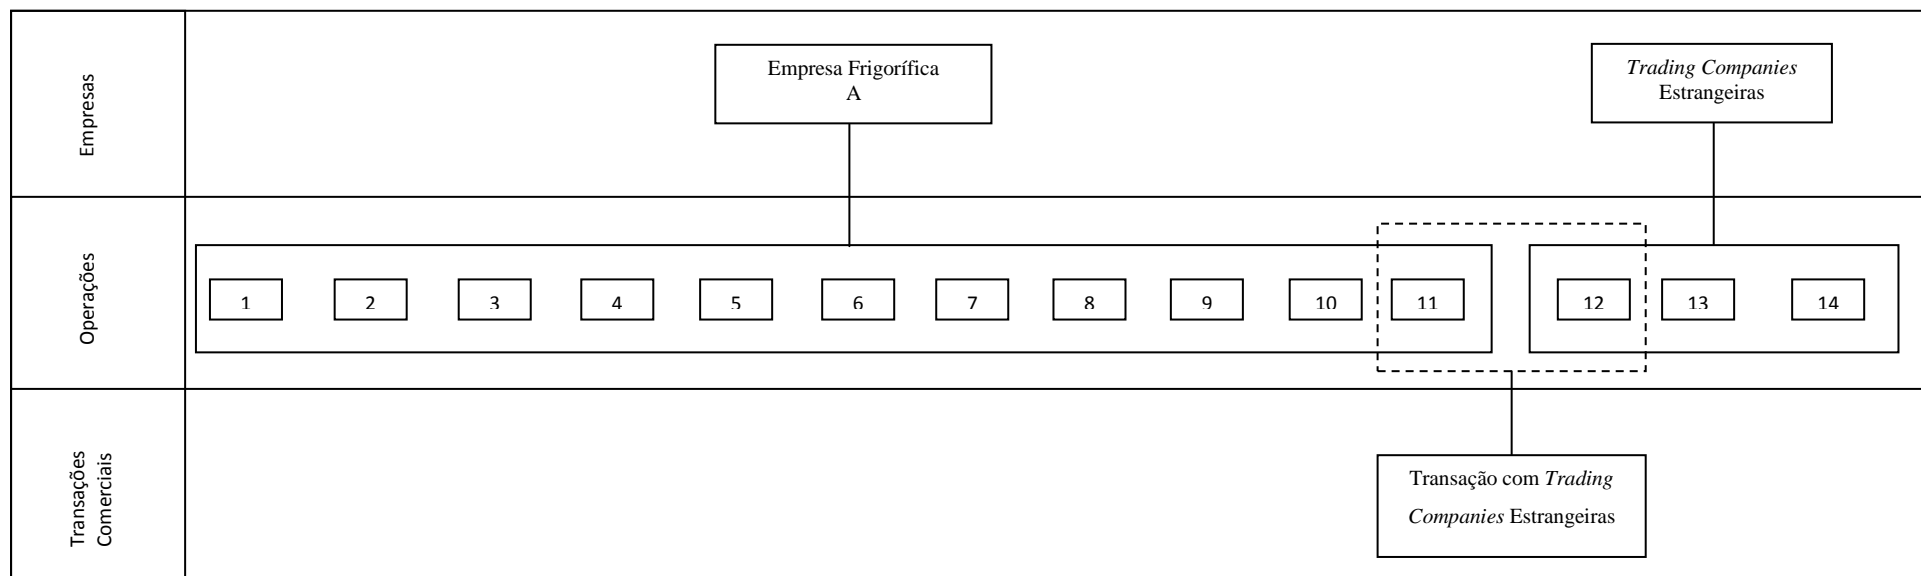 Empresas
Empresa Frigorífica
A
Trading Companies
Estrangeiras
Operações
1
2
3
4
5
6
7
8
9
10
11
12
13
14
Transações
Comerciais
Transação com Trading
Companies Estrangeiras